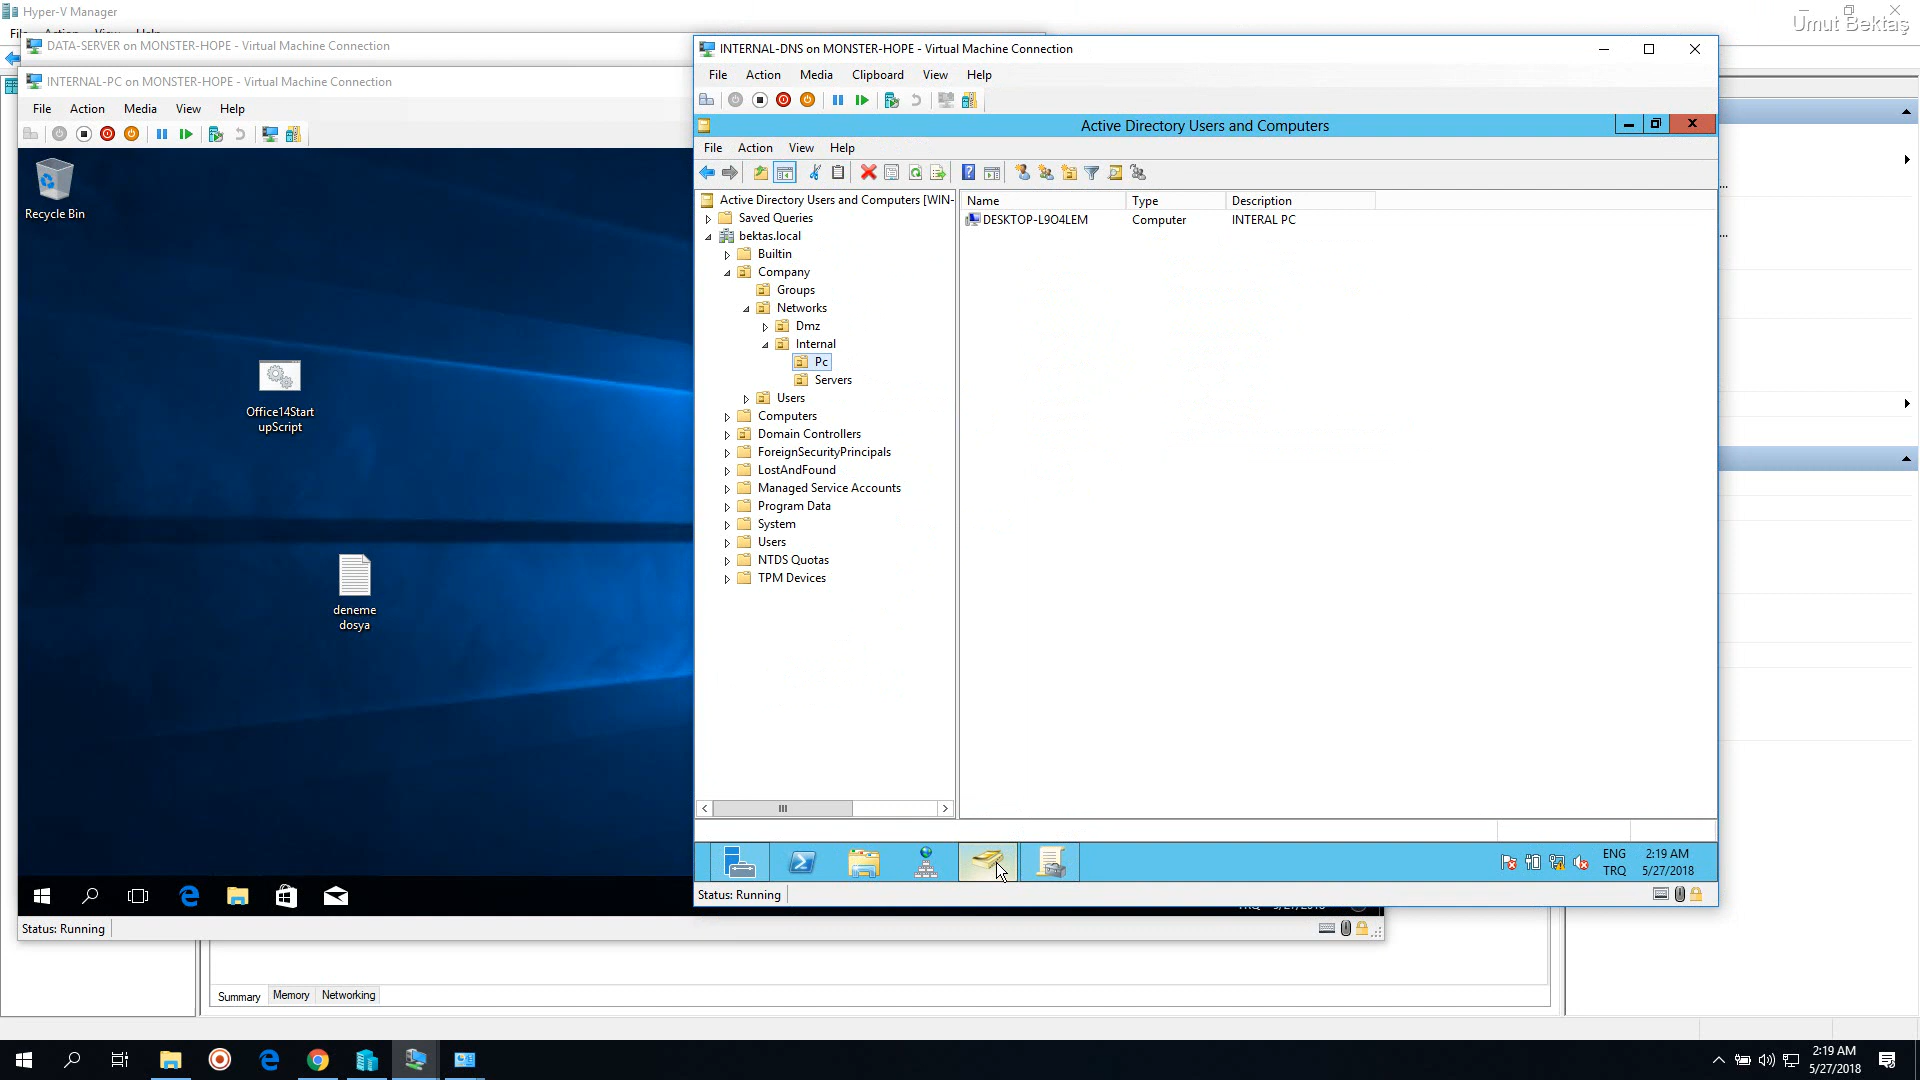 Hyper-V Manager
Umut Bektaş
DATA-SERVER on MONSTER-HOPE - Virtual Machine Connection
INTERNAL-PC on MONSTER-HOPE - Virtual Machine Connection
File Action Media View Help
Recycle Bin
Office14Start
upScript
deneme
dosya
Status: Running
INTERNAL-DNS on MONSTER-HOPE - Virtual Machine Connection
File Action Media Clipboard View Help
Active Directory Users and Computers
File Action View Help
Active Directory Users and Computers [WIN-
Saved Queries
bektas.local
Builtin
Company
Groups
Networks
Dmz
Internal
Pc
Servers
Users
Computers
Domain Controllers
ForeignSecurityPrincipals
LostAndFound
Managed Service Accounts
Program Data
System
Users
NTDS Quotas
TPM Devices
Name Type Description
DESKTOP-L9O4LEM Computer INTERAL PC
ENG 2:19 AM
TRQ 5/27/2018
Status: Running
Summary Memory Networking
2:19 AM
5/27/2018